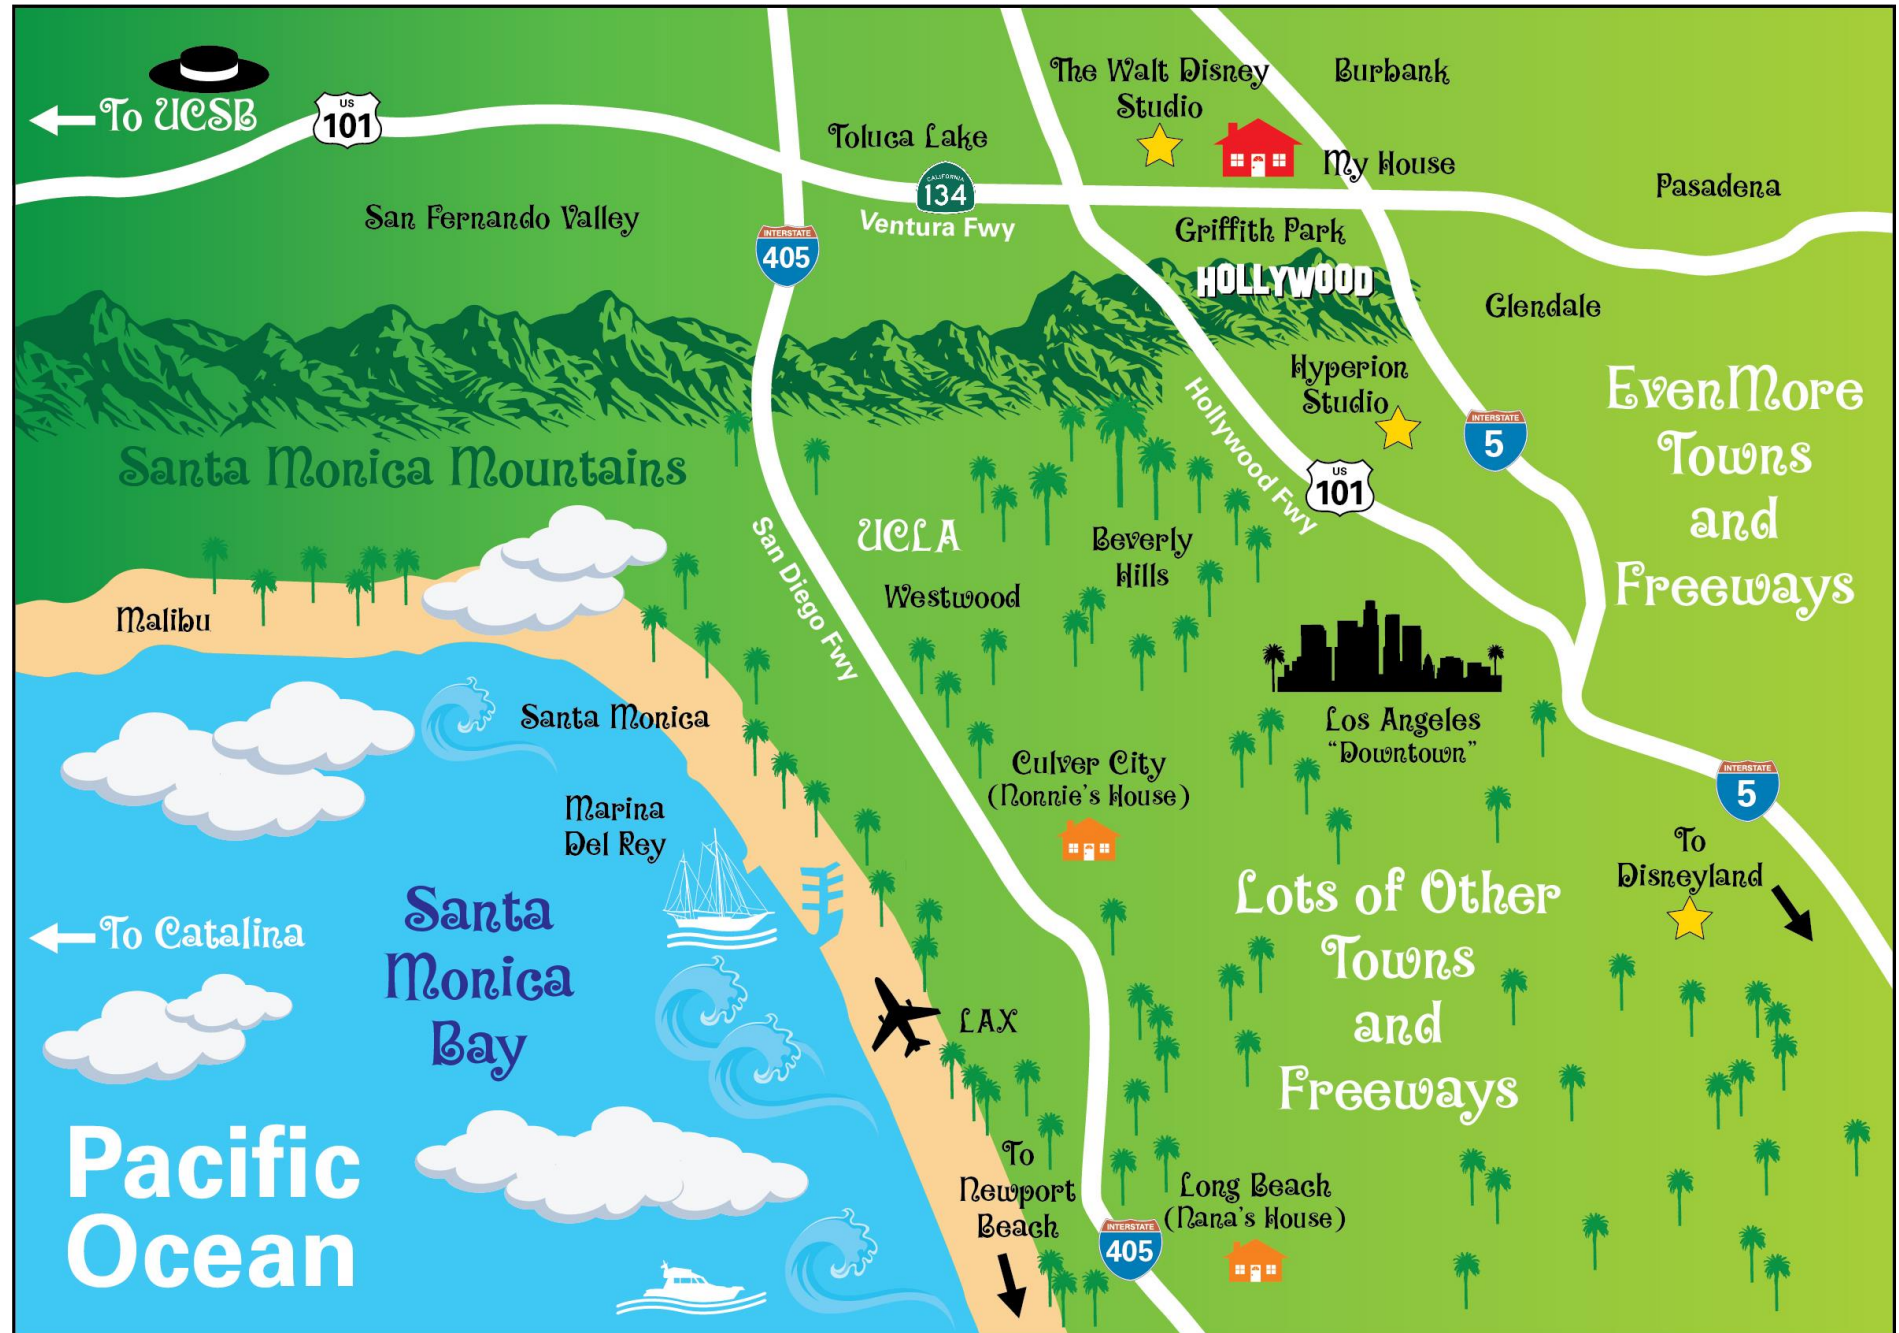 To UCSB
US
101
The Walt Disney
Studio
Burbank
Toluca Lake
CALIFORNIA
134
Ventura Fwy
My House
Pasadena
San Fernando Valley
INTERSTATE
405
Griffith Park
HOLLYWOOD
Glendale
Hyperion
Studio
INTERSTATE
5
Even More
Towns
and
Freeways
Hollywood Fwy
US
101
Santa Monica Mountains
San Diego Fwy
UCLA
Westwood
Beverly
Hills
Malibu
Santa Monica
Los Angeles
"Downtown"
Culver City
(Nonnie's House)
INTERSTATE
5
Marina
Del Rey
To
Disneyland
Lots of Other
Towns
and
Freeways
To Catalina
Santa
Monica
Bay
LAX
Pacific
Ocean
To
Newport
Beach
Long Beach
(Nana's House)
INTERSTATE
405